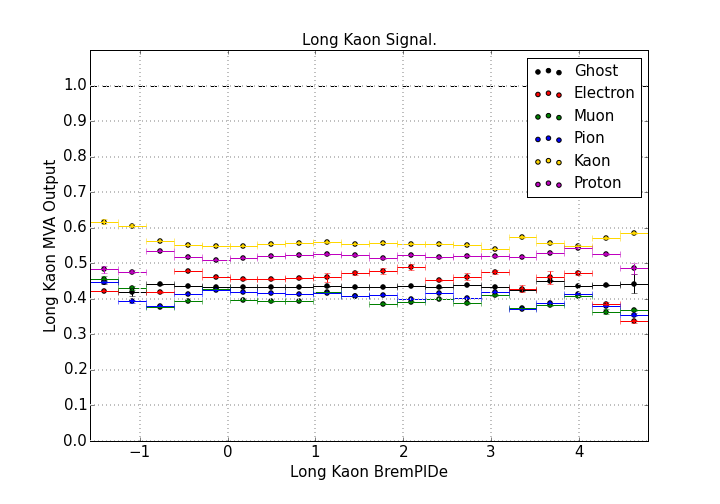 Long Kaon Signal.
Ghost
Electron
Muon
Pion
Kaon
Proton
Long Kaon MVA Output
1.0
0.9
0.8
0.7
0.6
0.5
0.4
0.3
0.2
0.1
0.0
−1 0 1 2 3 4
Long Kaon BremPIDe